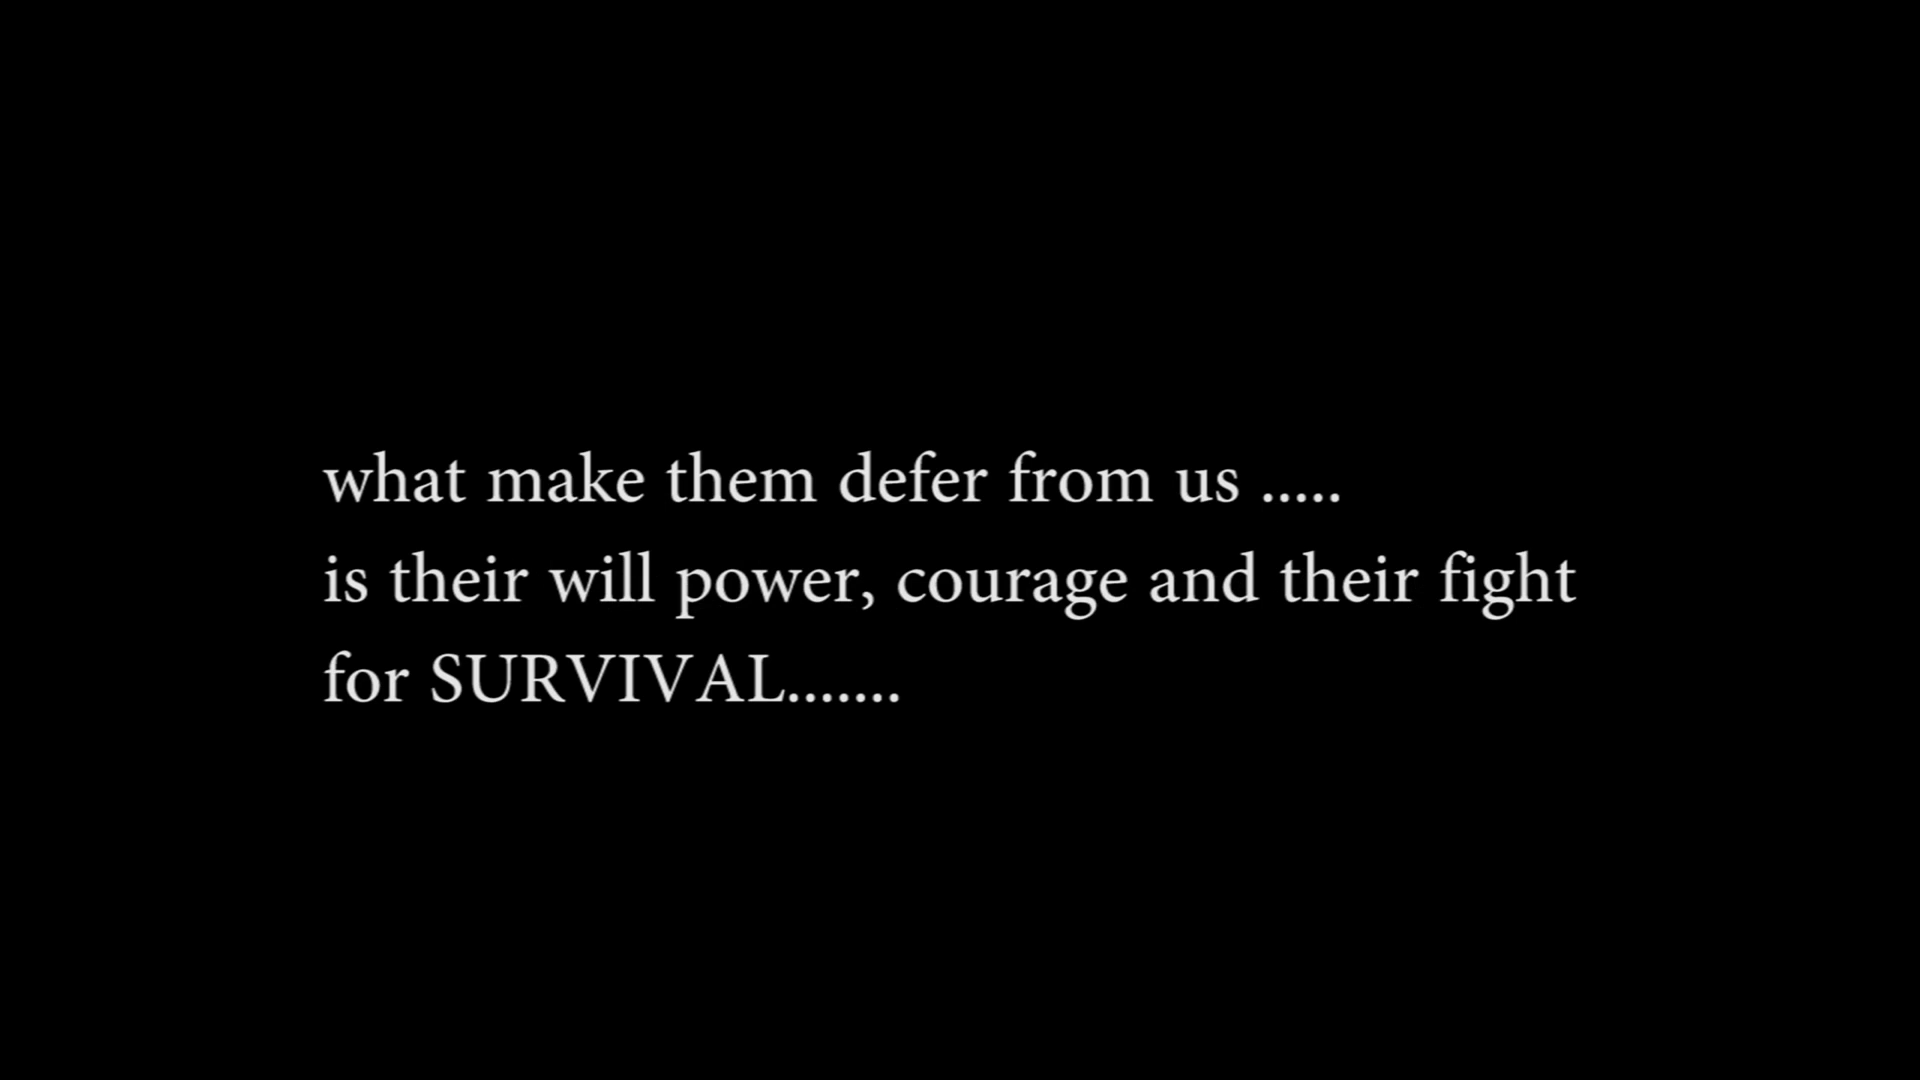 what make them defer from us .....
is their will power, courage and their fight
for SURVIVAL.......